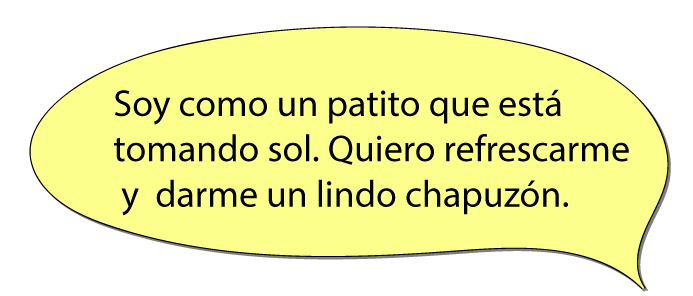 Soy como un patito que está
tomando sol. Quiero refrescarme
y darme un lindo chapuzón.